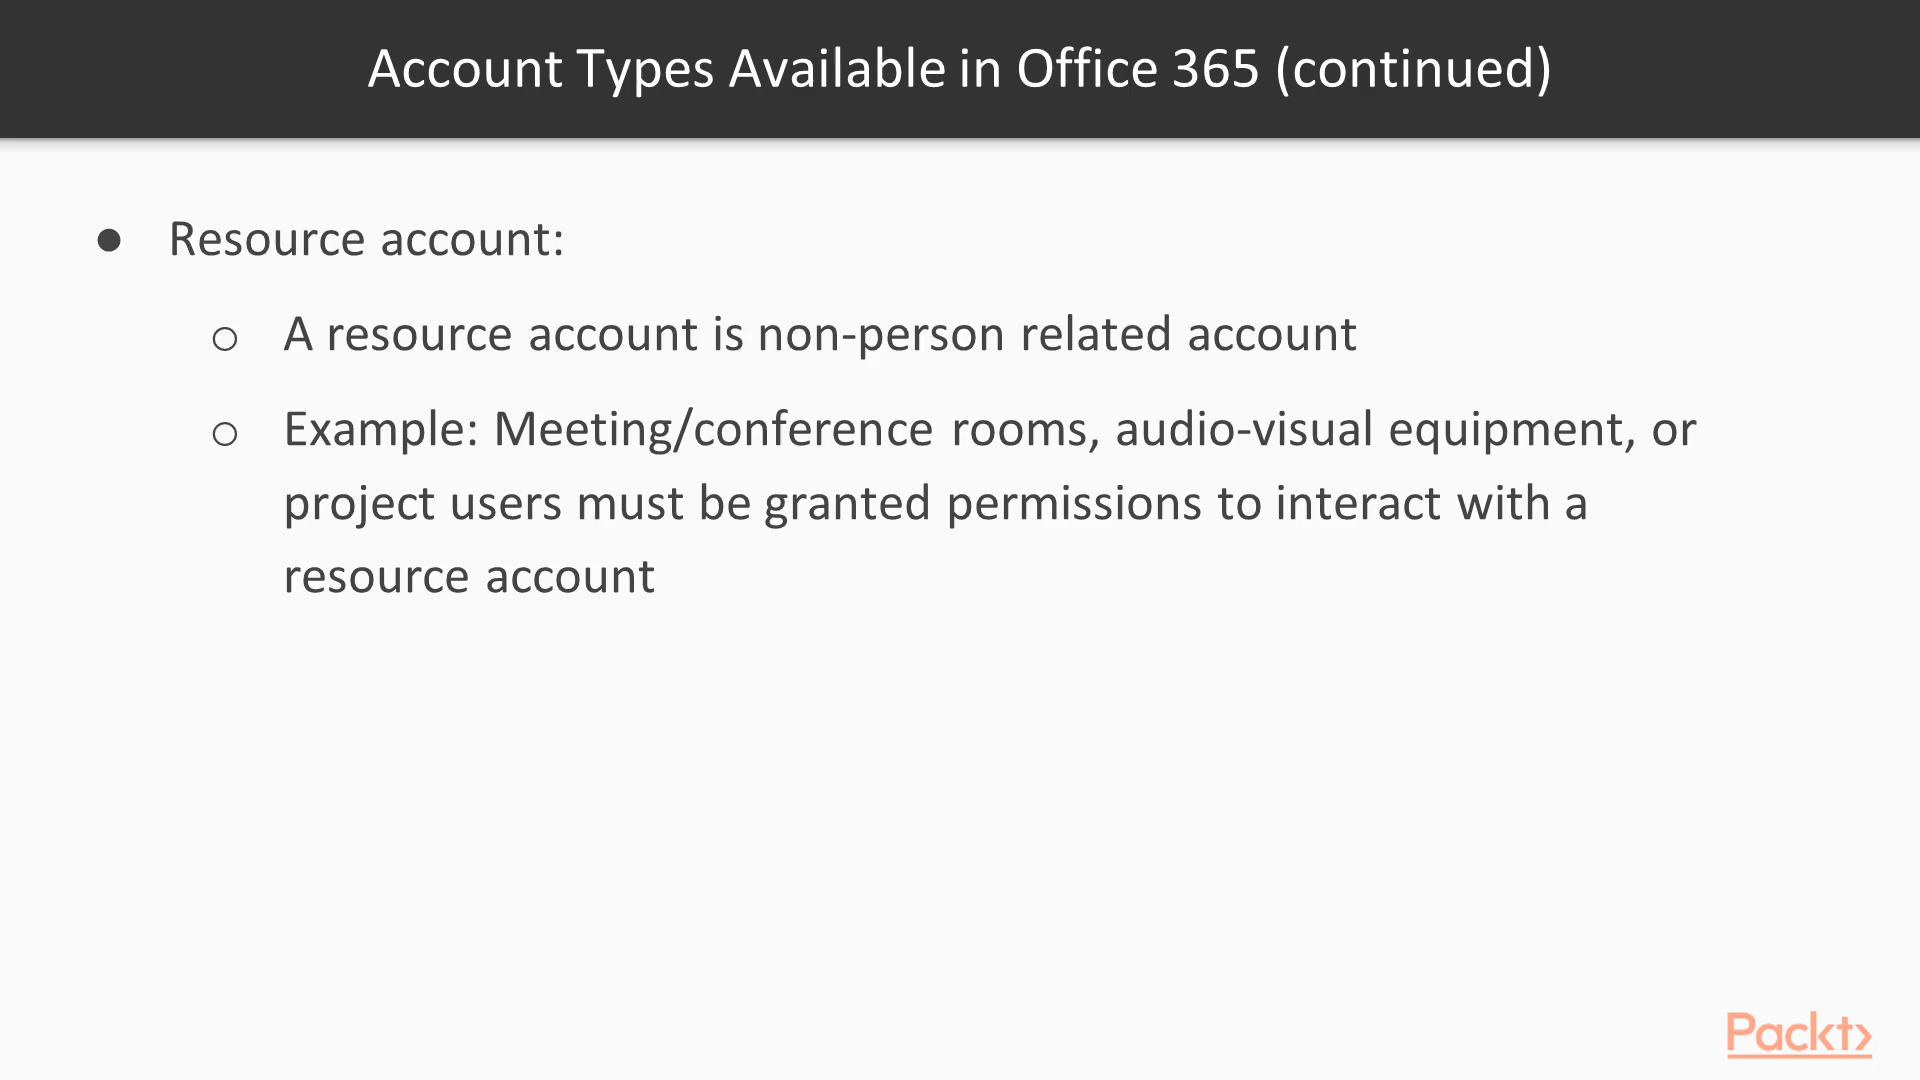 Account Types Available in Office 365 (continued)
● Resource account:
○ A resource account is non-person related account
○ Example: Meeting/conference rooms, audio-visual equipment, or
project users must be granted permissions to interact with a
resource account
Packt>